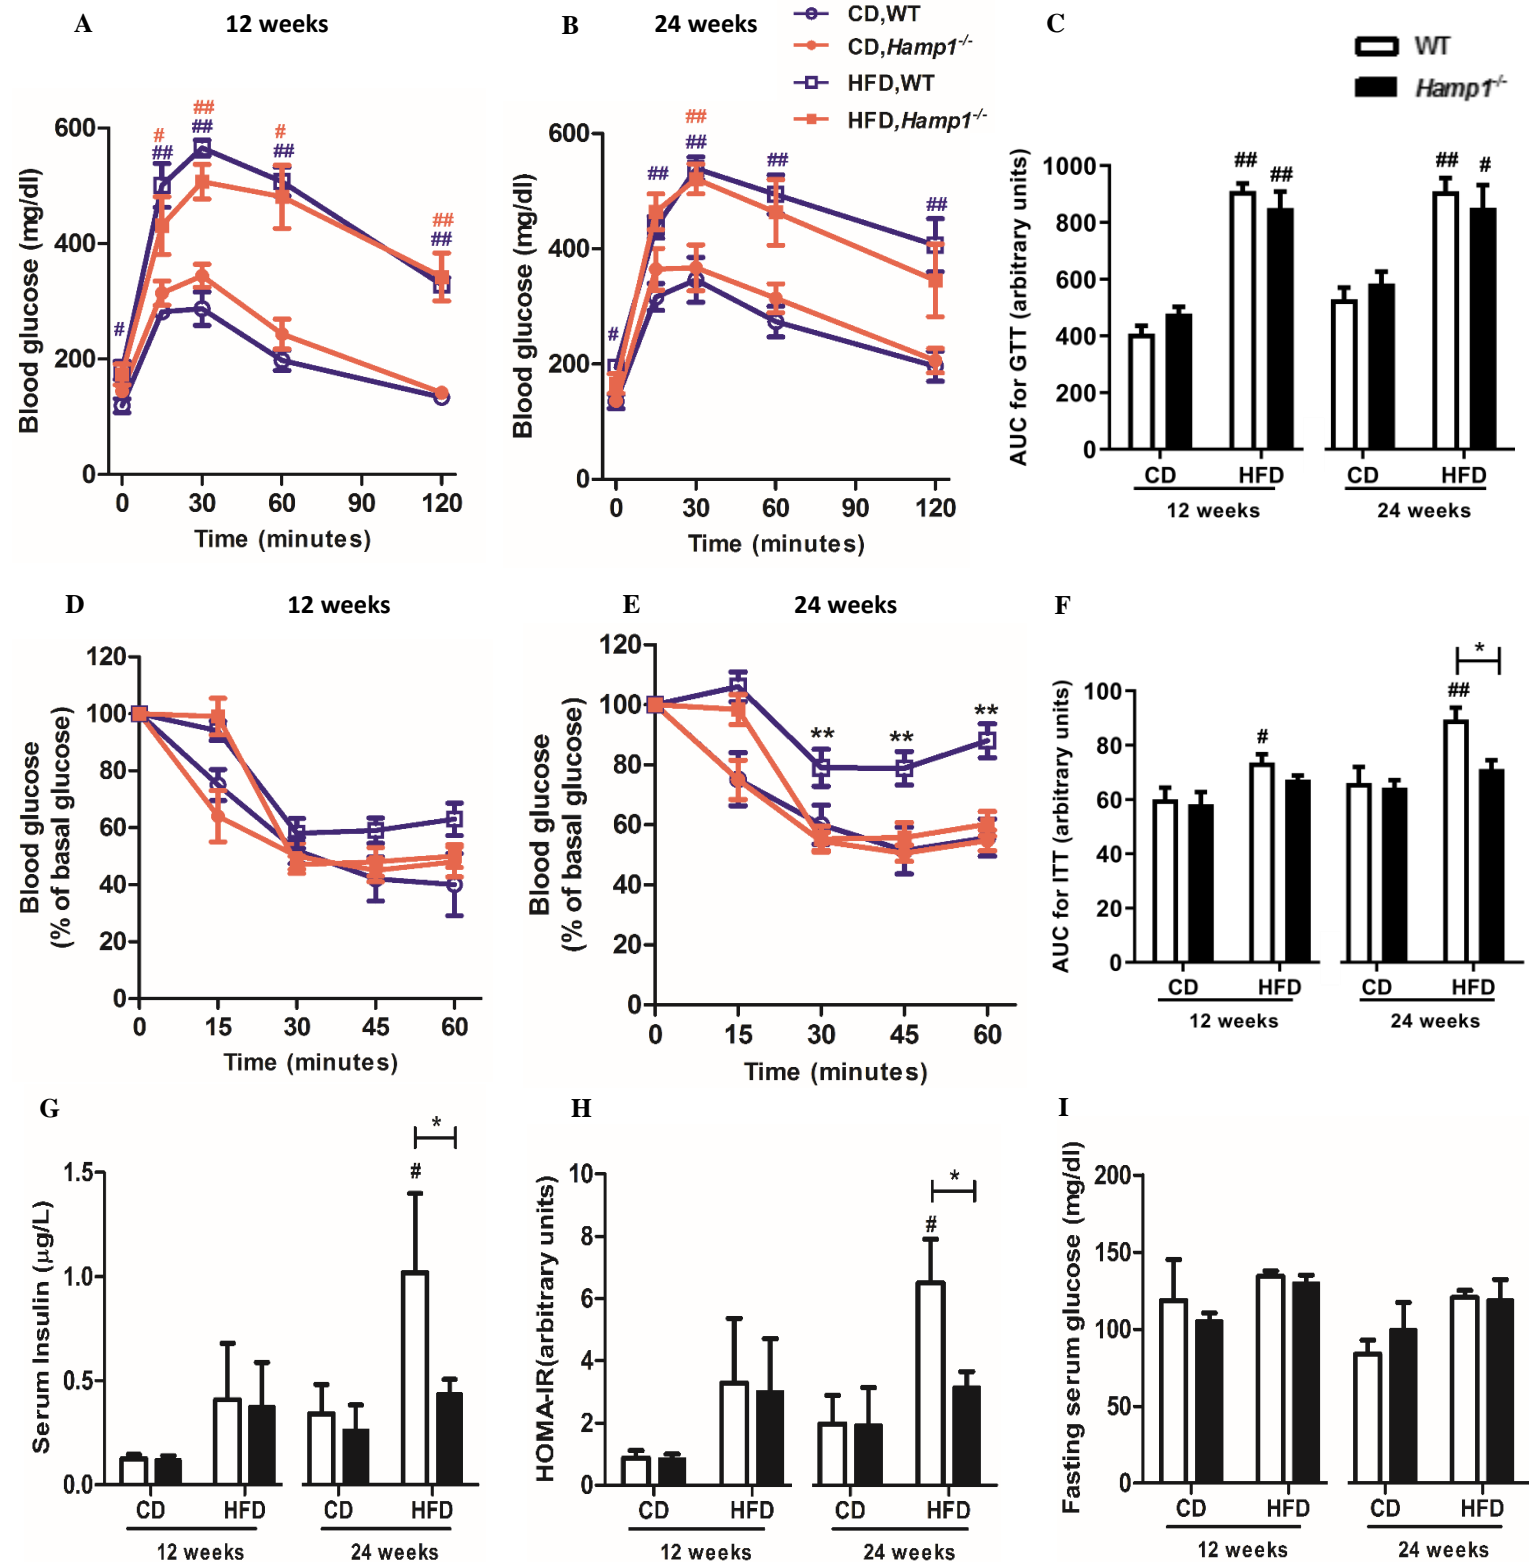 A 12 weeks
B 24 weeks
CD,WT
CD,Hamp1-/-
HFD,WT
HFD,Hamp1-/-
C
WT
Hamp1-/-
Blood glucose (mg/dl)
600
400
200
0
# ## # ## ## # ## ## ##
0 30 60 90 120
Time (minutes)
Blood glucose (mg/dl)
600
400
200
0
# ## ## ## ## ##
0 30 60 90 120
Time (minutes)
AUC for GTT (arbitrary units)
1000
800
600
400
200
0
## ## ## #
CD HFD CD HFD
12 weeks 24 weeks
D 12 weeks
Blood glucose
(% of basal glucose)
120
100
80
60
40
20
0
0 15 30 45 60
Time (minutes)
E 24 weeks
Blood glucose
(% of basal glucose)
120
100
80
60
40
20
0
** ** **
0 15 30 45 60
Time (minutes)
F
AUC for ITT (arbitrary units)
100
80
60
40
20
0
# ## *
CD HFD CD HFD
12 weeks 24 weeks
G
Serum Insulin (µg/L)
1.5
1.0
0.5
0.0
# *
CD HFD CD HFD
12 weeks 24 weeks
H
HOMA-IR(arbitrary units)
10
8
6
4
2
0
# *
CD HFD CD HFD
12 weeks 24 weeks
I
Fasting serum glucose (mg/dl)
200
150
100
50
0
CD HFD CD HFD
12 weeks 24 weeks